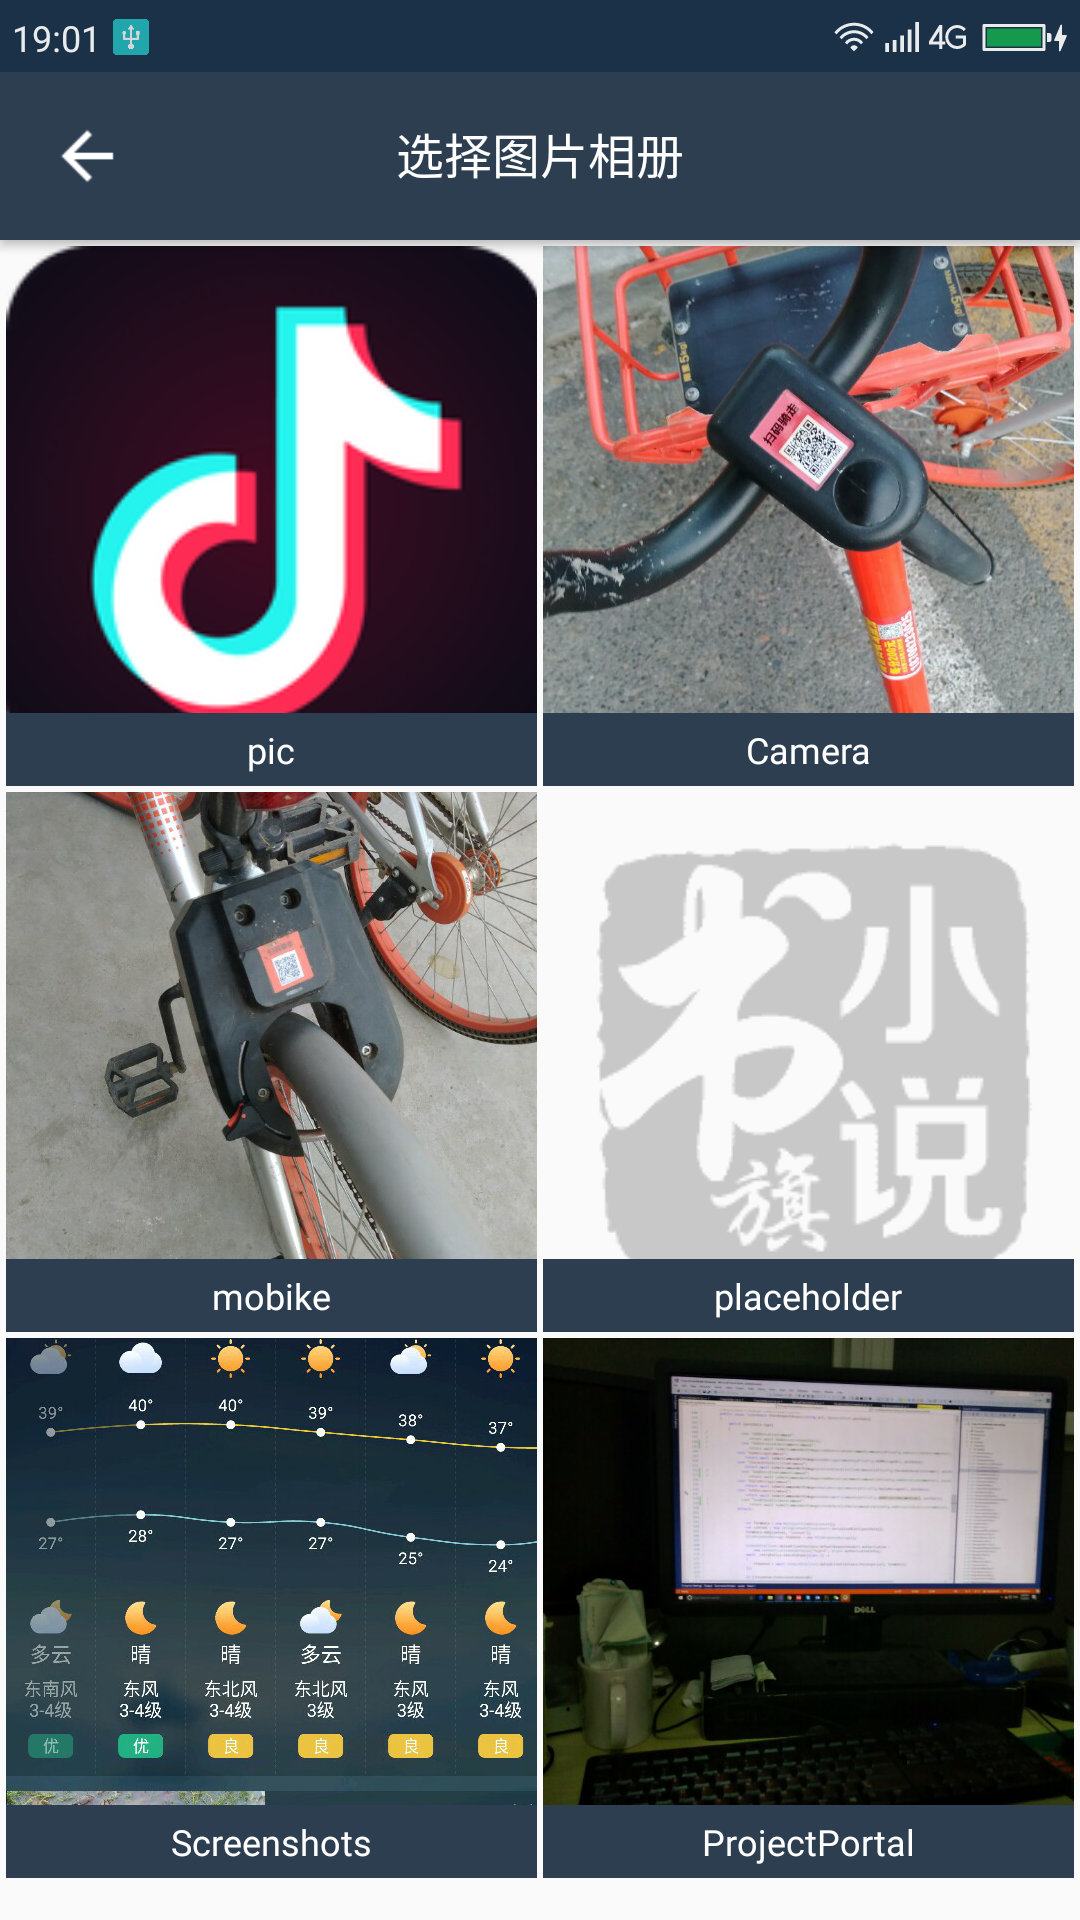 19:01
4G
选择图片相册
扫码骑走
pic
Camera
书
小
说
旗
mobike
placeholder
39° 40° 40° 39° 38° 37°
27° 28° 27° 27° 25° 24°
多云 晴 晴 多云 晴 晴
东南风 东风 东北风 东北风 东风 东风
3-4级 3-4级 3-4级 3级 3级 3-4级
优 优 良 良 良 良
DELL
Screenshots
ProjectPortal